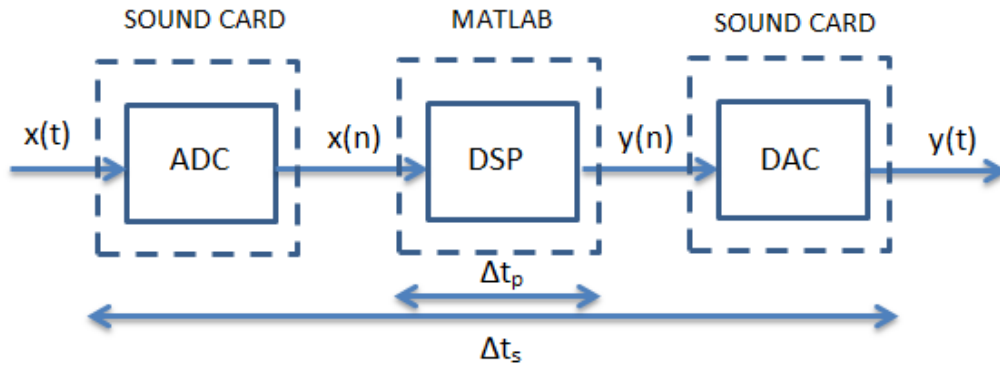 SOUND CARD
MATLAB
SOUND CARD
x(t)
ADC
x(n)
DSP
y(n)
DAC
y(t)
Δtp
Δts